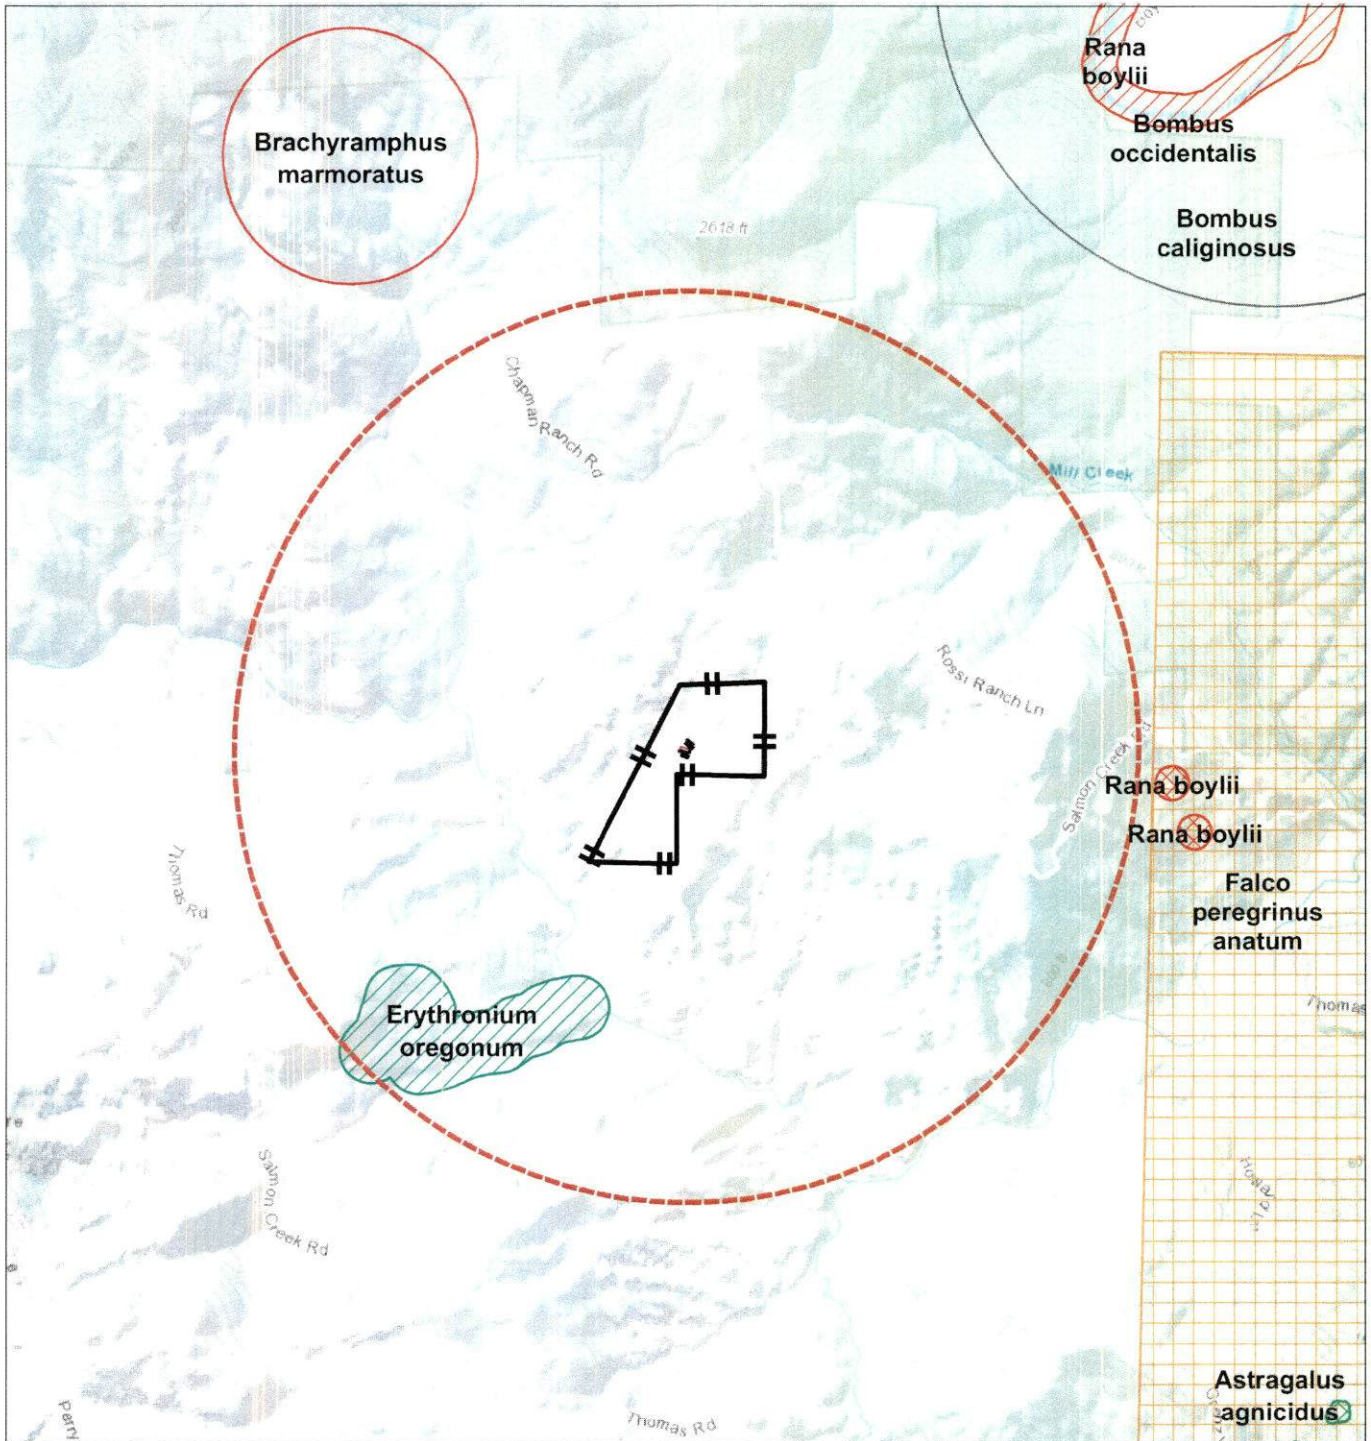 Rana
boylii
Bombus
occidentalis
Brachyramphus
marmoratus
Bombus
caliginosus
2618 ft
Chapman Ranch Rd
Mill Creek
Rossi Ranch Ln
Salmon Creek Rd
Rana boylii
Rana boylii
Thomas Rd
Falco
peregrinus
anatum
Thomas
Erythronium
oregonum
Salmon Creek Rd
Astragalus
agnicidus
Perry
Thomas Rd